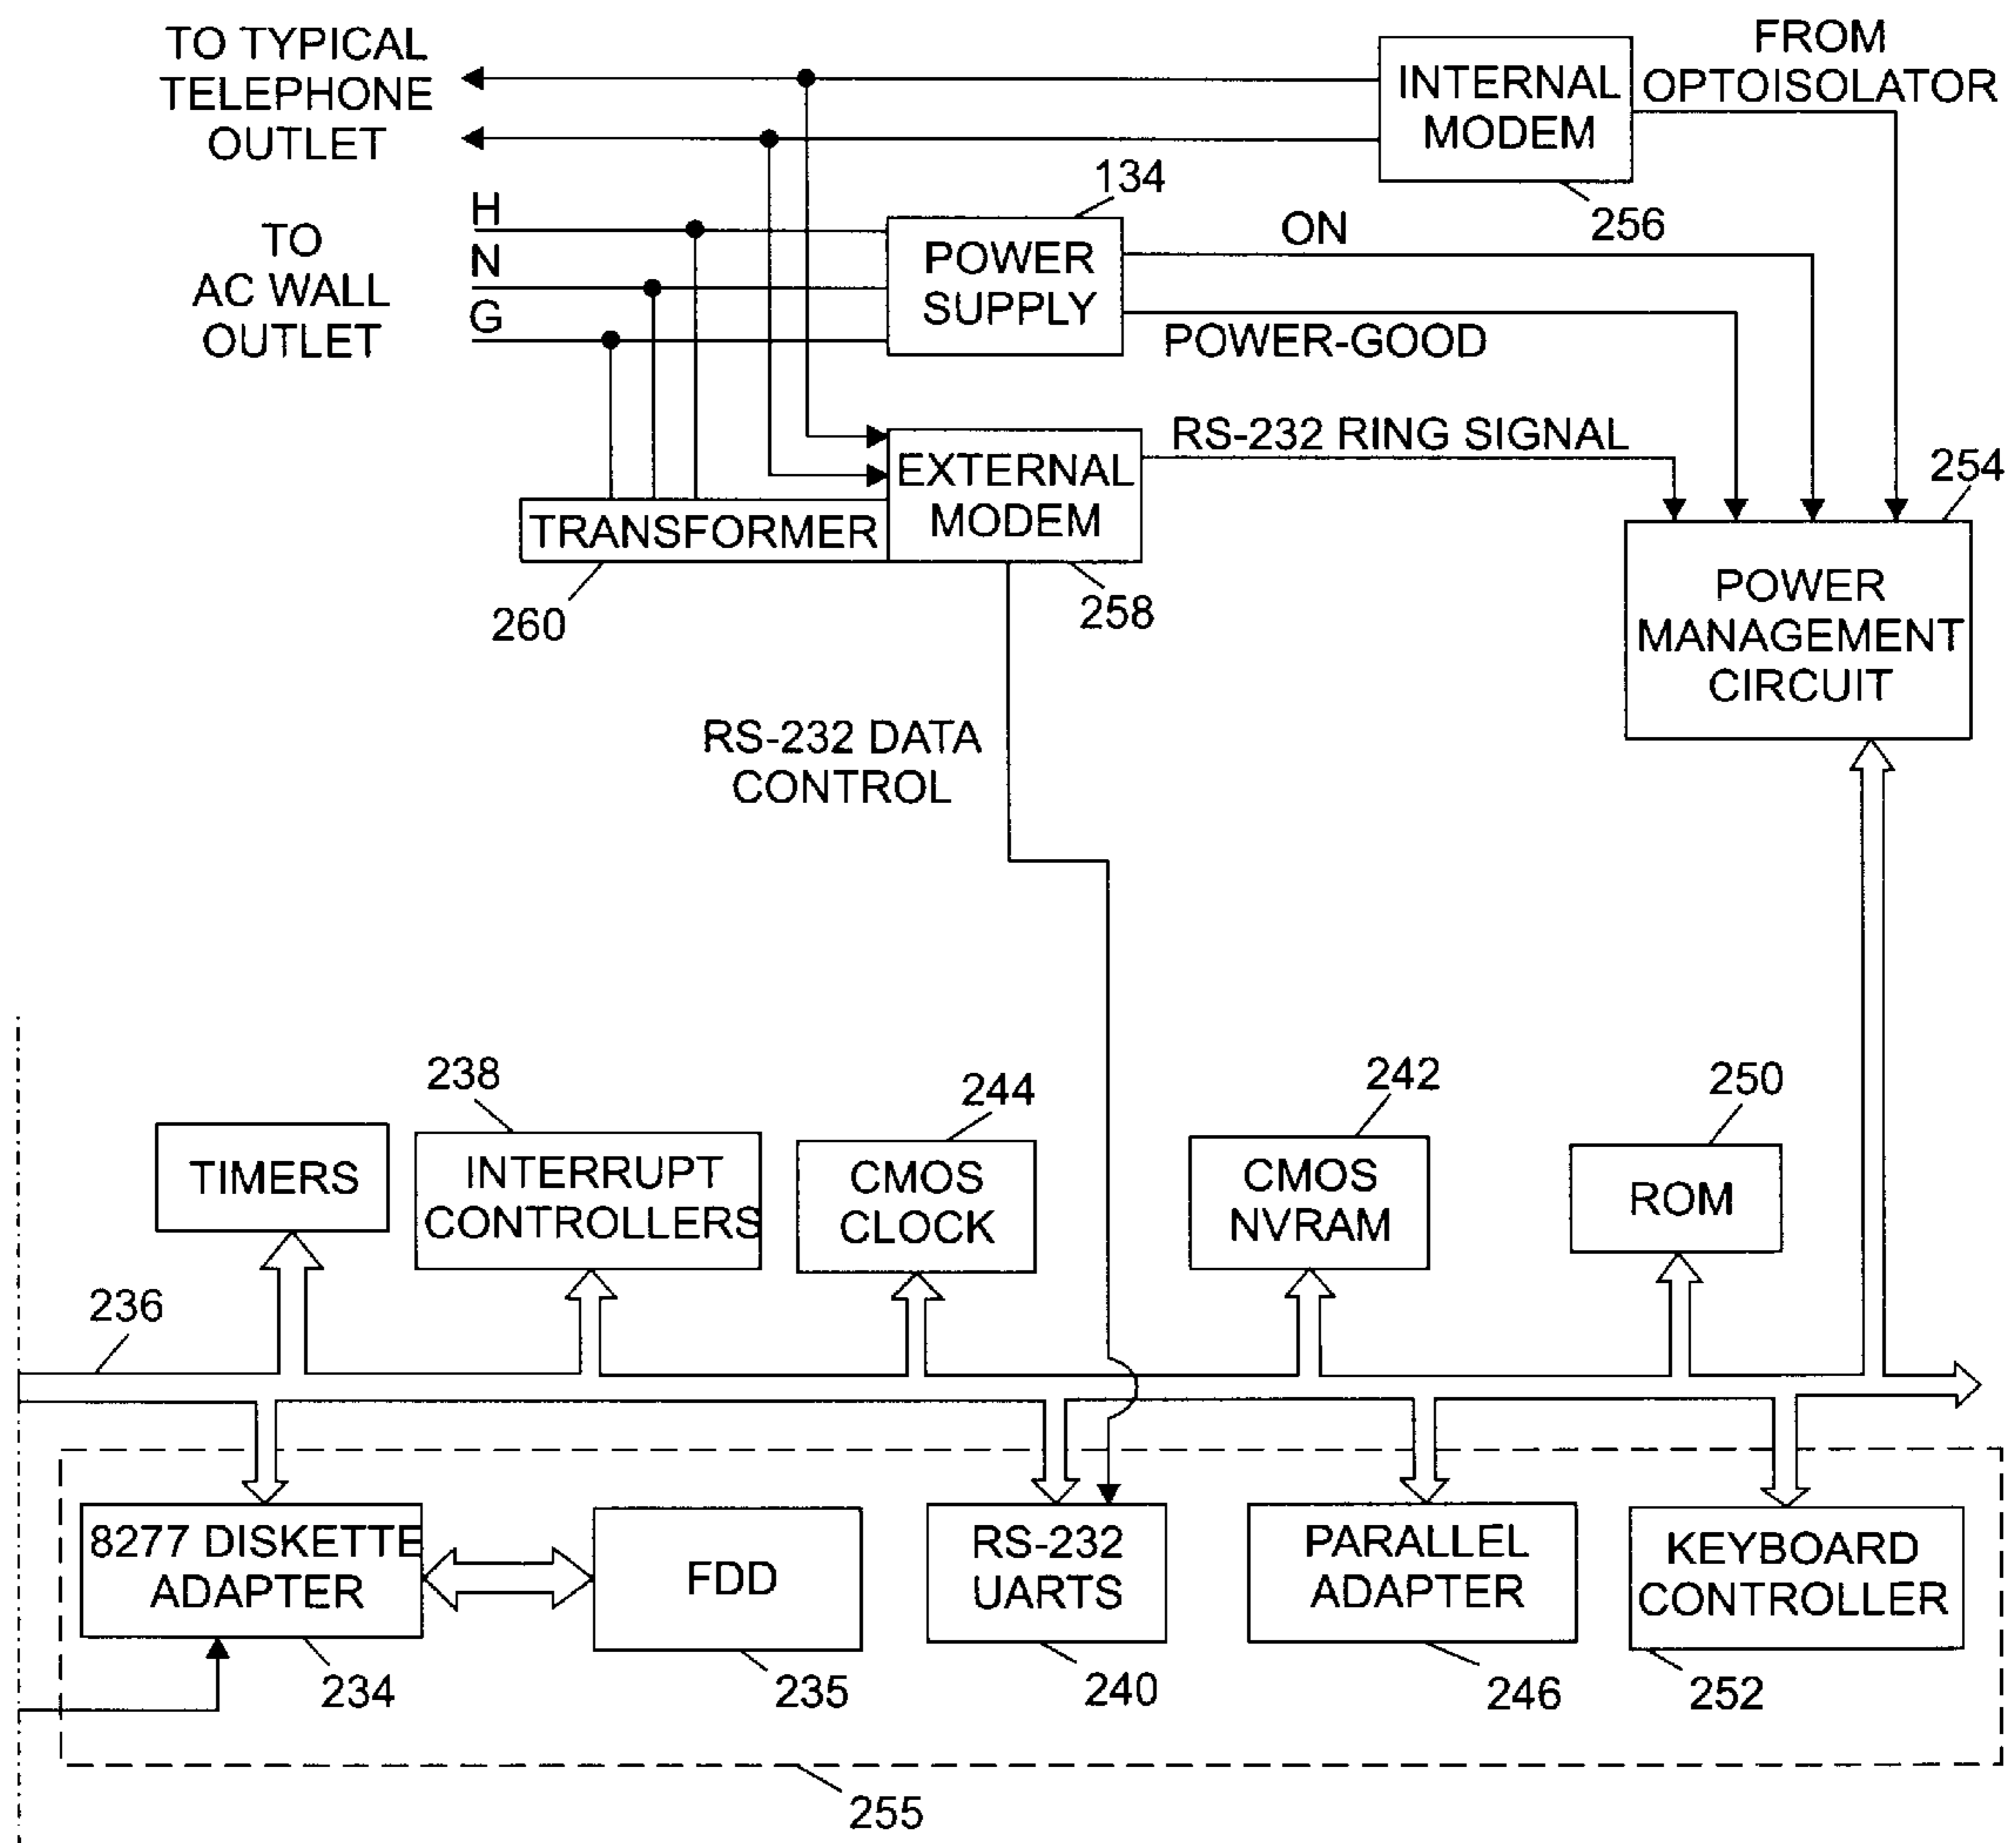 TO TYPICAL
TELEPHONE
OUTLET
INTERNAL
MODEM
FROM
OPTOISOLATOR
256
134
TO
AC WALL
OUTLET
H
N
G
POWER
SUPPLY
ON
POWER-GOOD
EXTERNAL
MODEM
RS-232 RING SIGNAL
254
TRANSFORMER
260
258
POWER
MANAGEMENT
CIRCUIT
RS-232 DATA
CONTROL
238
244
242
250
TIMERS
INTERRUPT
CONTROLLERS
CMOS
CLOCK
CMOS
NVRAM
ROM
236
8277 DISKETTE
ADAPTER
FDD
RS-232
UARTS
PARALLEL
ADAPTER
KEYBOARD
CONTROLLER
234
235
240
246
252
255